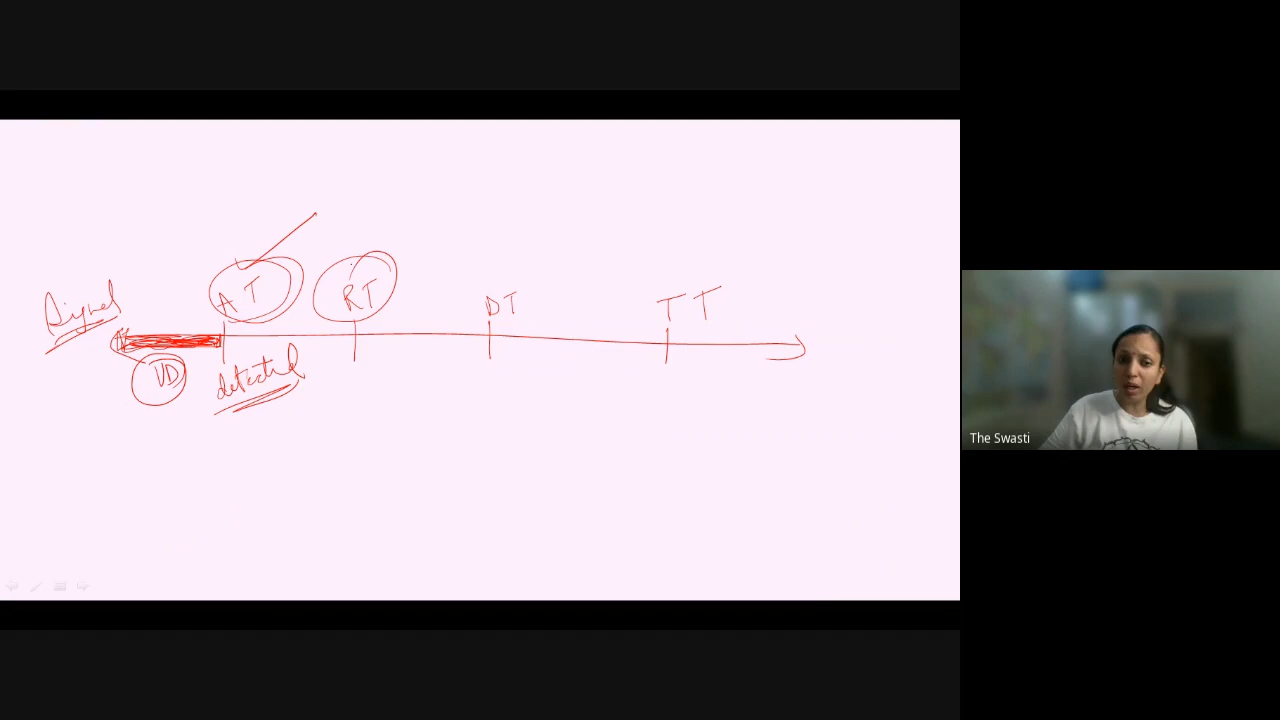 Signal
AT RT DT TT
VD
detected
The Swasti